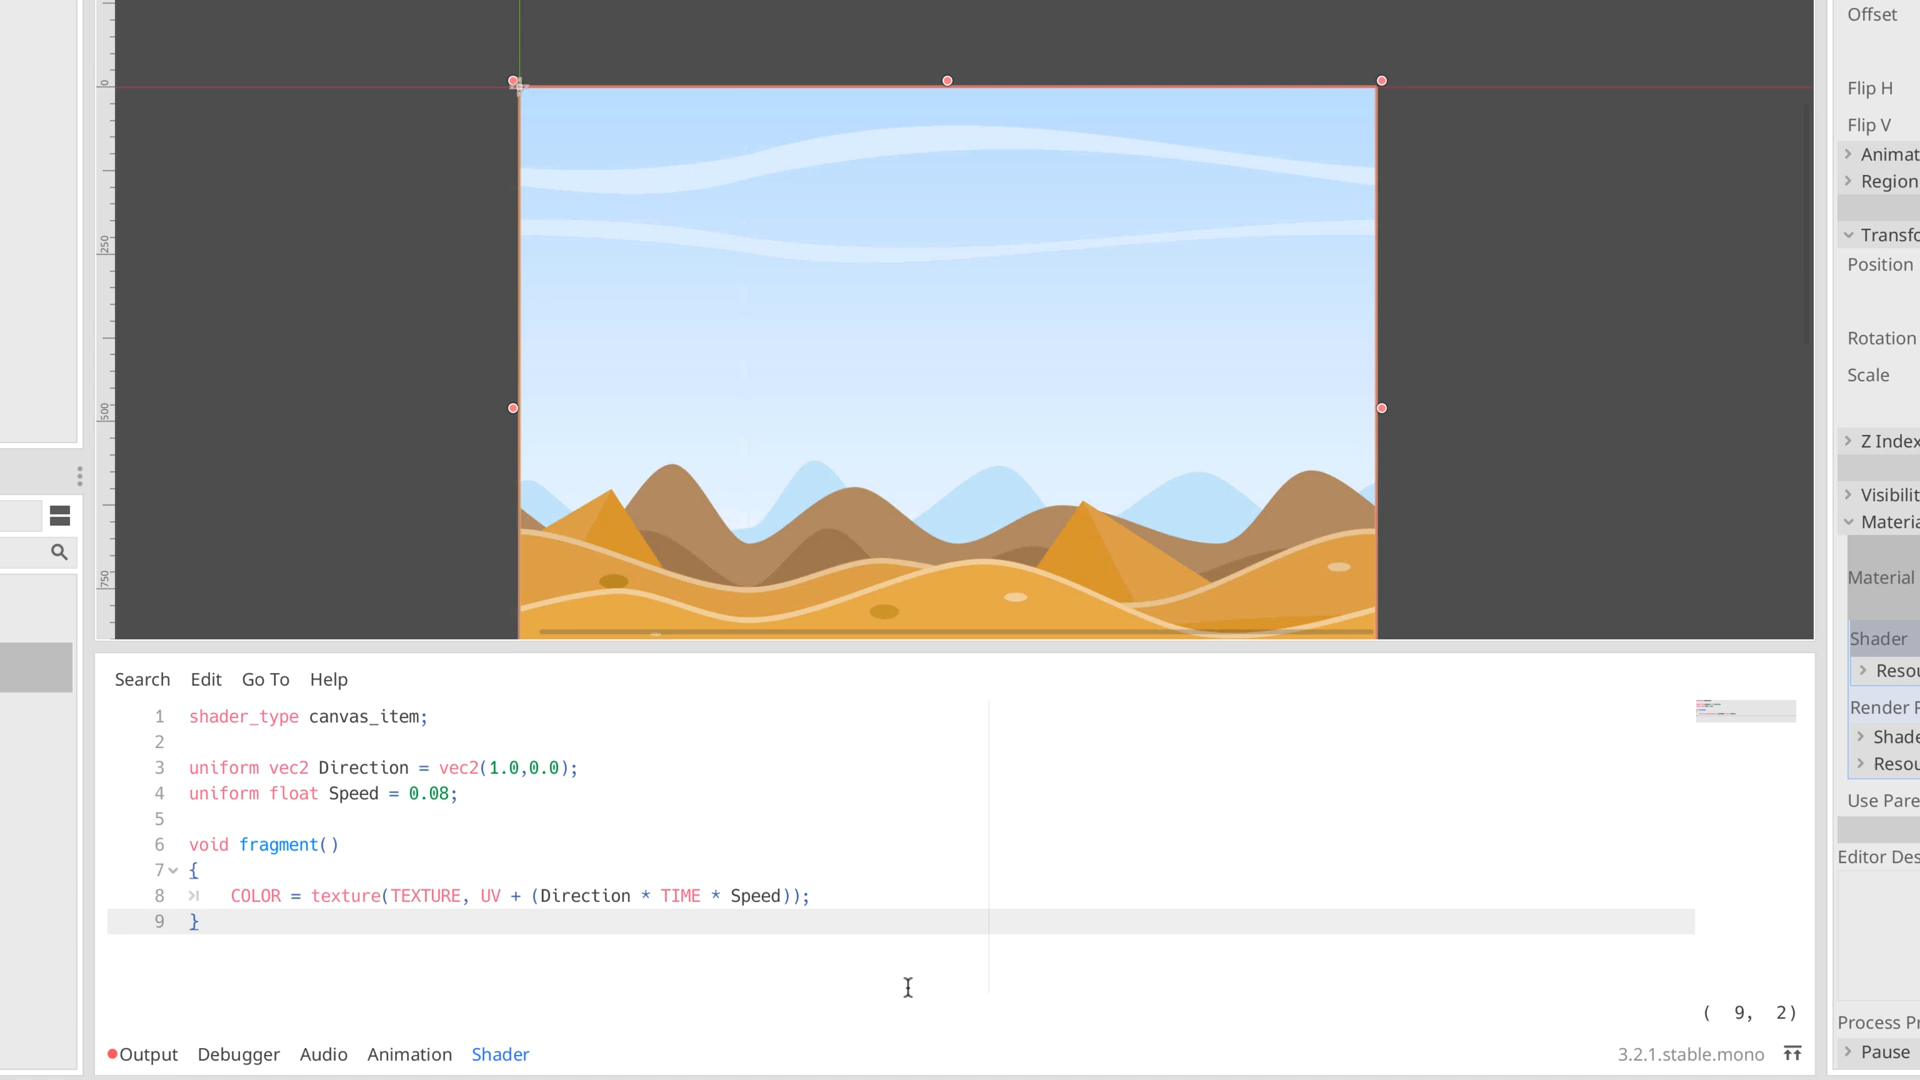 Offset
0
Flip H
Flip V
Animat
Region
250
Transfo
Position
Rotation
Scale
500
Z Index
Visibilit
Materia
Material
750
Shader
Resou
Search Edit Go To Help
Render P
1 shader_type canvas_item;
2
Shade
3 uniform vec2 Direction = vec2(1.0,0.0);
Resou
4 uniform float Speed = 0.08;
Use Pare
5
6 void fragment()
Editor Des
7 {
8 COLOR = texture(TEXTURE, UV + (Direction * TIME * Speed));
9 }
( 9, 2)
Process Pr
Output Debugger Audio Animation Shader 3.2.1.stable.mono
Pause